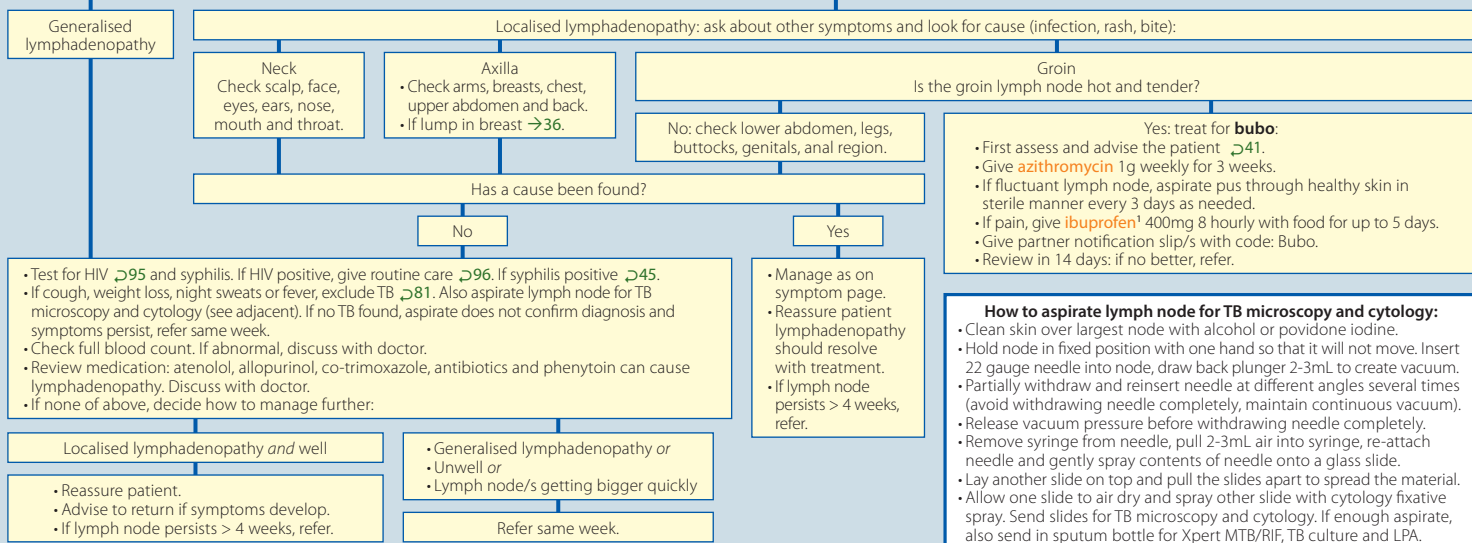 Generalised
lymphadenopathy
Localised lymphadenopathy: ask about other symptoms and look for cause (infection, rash, bite):
Neck
Check scalp, face,
eyes, ears, nose,
mouth and throat.
Axilla
• Check arms, breasts, chest,
upper abdomen and back.
• If lump in breast →36.
Groin
Is the groin lymph node hot and tender?
No: check lower abdomen, legs,
buttocks, genitals, anal region.
Yes: treat for bubo:
• First assess and advise the patient ⮌41.
• Give azithromycin 1g weekly for 3 weeks.
• If fluctuant lymph node, aspirate pus through healthy skin in
sterile manner every 3 days as needed.
• If pain, give ibuprofen¹ 400mg 8 hourly with food for up to 5 days.
• Give partner notification slip/s with code: Bubo.
• Review in 14 days: if no better, refer.
Has a cause been found?
No
Yes
• Test for HIV ⮌95 and syphilis. If HIV positive, give routine care ⮌96. If syphilis positive ⮌45.
• If cough, weight loss, night sweats or fever, exclude TB ⮌81. Also aspirate lymph node for TB
microscopy and cytology (see adjacent). If no TB found, aspirate does not confirm diagnosis and
symptoms persist, refer same week.
• Check full blood count. If abnormal, discuss with doctor.
• Review medication: atenolol, allopurinol, co-trimoxazole, antibiotics and phenytoin can cause
lymphadenopathy. Discuss with doctor.
• If none of above, decide how to manage further:
• Manage as on
symptom page.
• Reassure patient
lymphadenopathy
should resolve
with treatment.
• If lymph node
persists > 4 weeks,
refer.
Localised lymphadenopathy and well
• Reassure patient.
• Advise to return if symptoms develop.
• If lymph node persists > 4 weeks, refer.
• Generalised lymphadenopathy or
• Unwell or
• Lymph node/s getting bigger quickly
Refer same week.
How to aspirate lymph node for TB microscopy and cytology:
• Clean skin over largest node with alcohol or povidone iodine.
• Hold node in fixed position with one hand so that it will not move. Insert
22 gauge needle into node, draw back plunger 2-3mL to create vacuum.
• Partially withdraw and reinsert needle at different angles several times
(avoid withdrawing needle completely, maintain continuous vacuum).
• Release vacuum pressure before withdrawing needle completely.
• Remove syringe from needle, pull 2-3mL air into syringe, re-attach
needle and gently spray contents of needle onto a glass slide.
• Lay another slide on top and pull the slides apart to spread the material.
• Allow one slide to air dry and spray other slide with cytology fixative
spray. Send slides for TB microscopy and cytology. If enough aspirate,
also send in sputum bottle for Xpert MTB/RIF, TB culture and LPA.